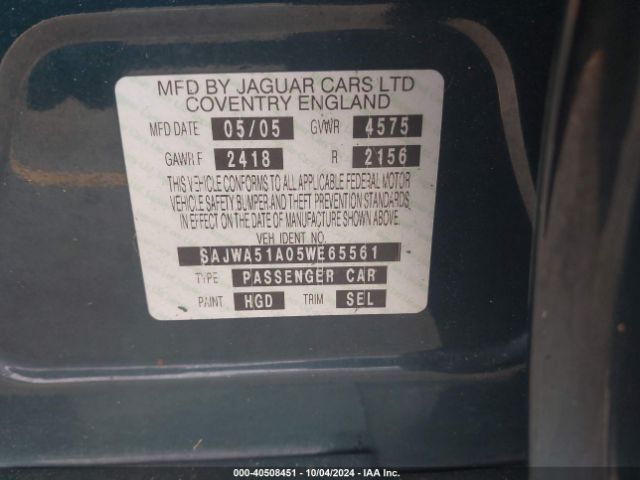 MFD BY JAGUAR CARS LTD
COVENTRY ENGLAND
MFD DATE 05/05 GVWR 4575
GAWR F 2418 R 2156
THIS VEHICLE CONFORMS TO ALL APPLICABLE FEDERAL MOTOR
VEHICLE SAFETY BUMPER AND THEFT PREVENTION STANDARDS
IN EFFECT ON THE DATE OF MANUFACTURE SHOWN ABOVE.
VEH IDENT NO.
SAJWA51A05WE65561
TYPE PASSENGER CAR
PAINT HGD TRIM SEL
000-40508451 - 10/04/2024 - IAA Inc.